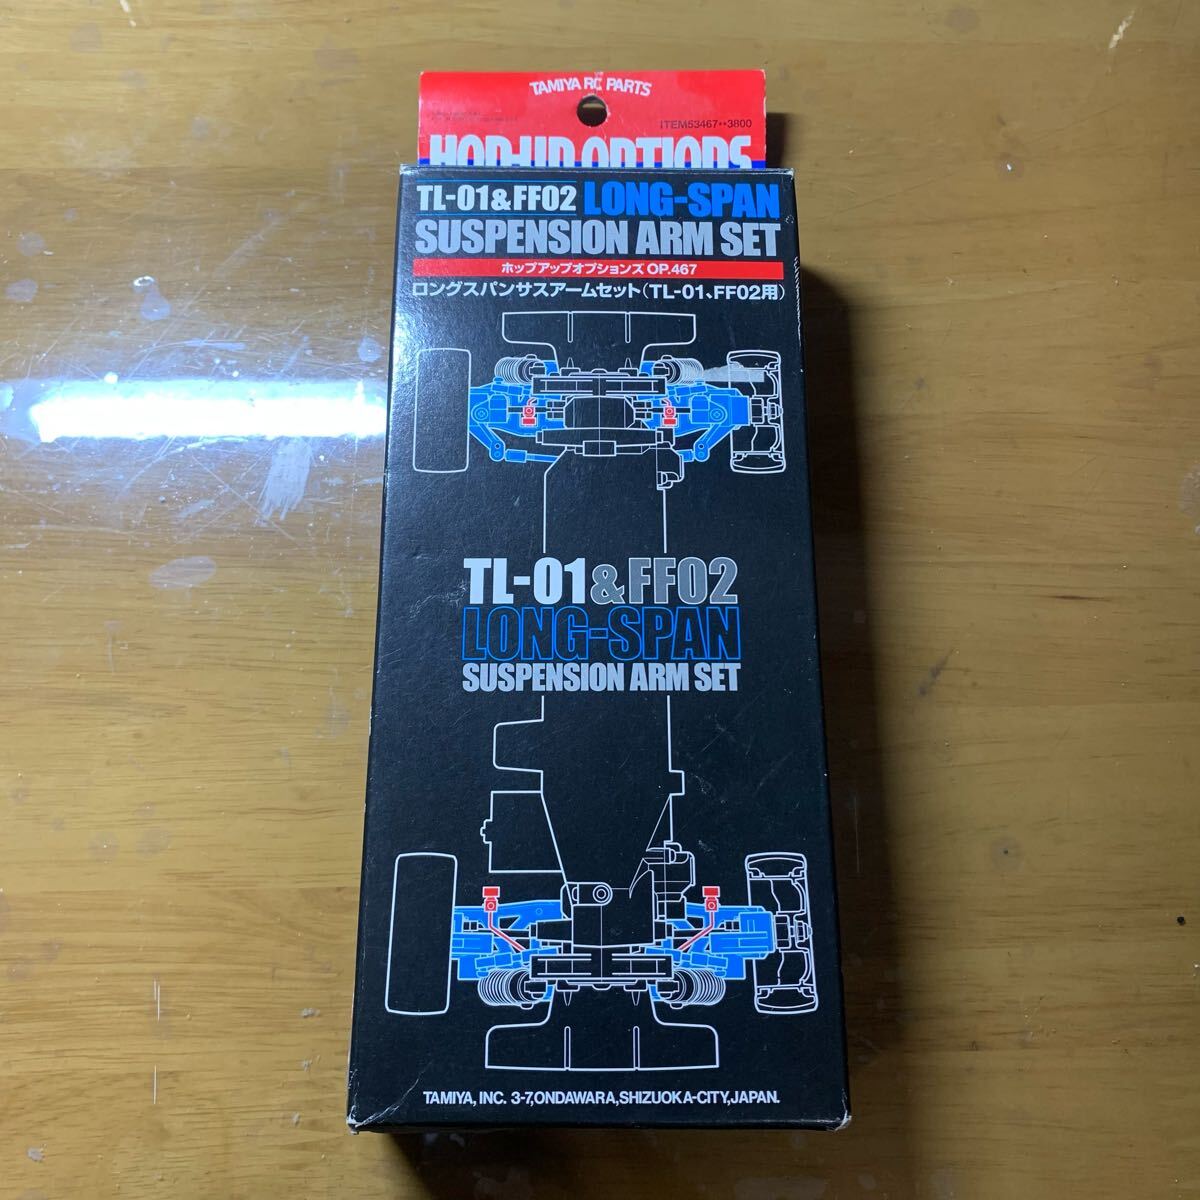 TAMIYA RC PARTS
ITEM53467••3800
HOP-UP OPTIONS
TL-01&FF02 LONG-SPAN
SUSPENSION ARM SET
ホップアップオプションズ OP.467
ロングスパンサスアームセット(TL-01、FF02用)
TL-01&FF02
LONG-SPAN
SUSPENSION ARM SET
TAMIYA, INC. 3-7,ONDAWARA,SHIZUOKA-CITY,JAPAN.